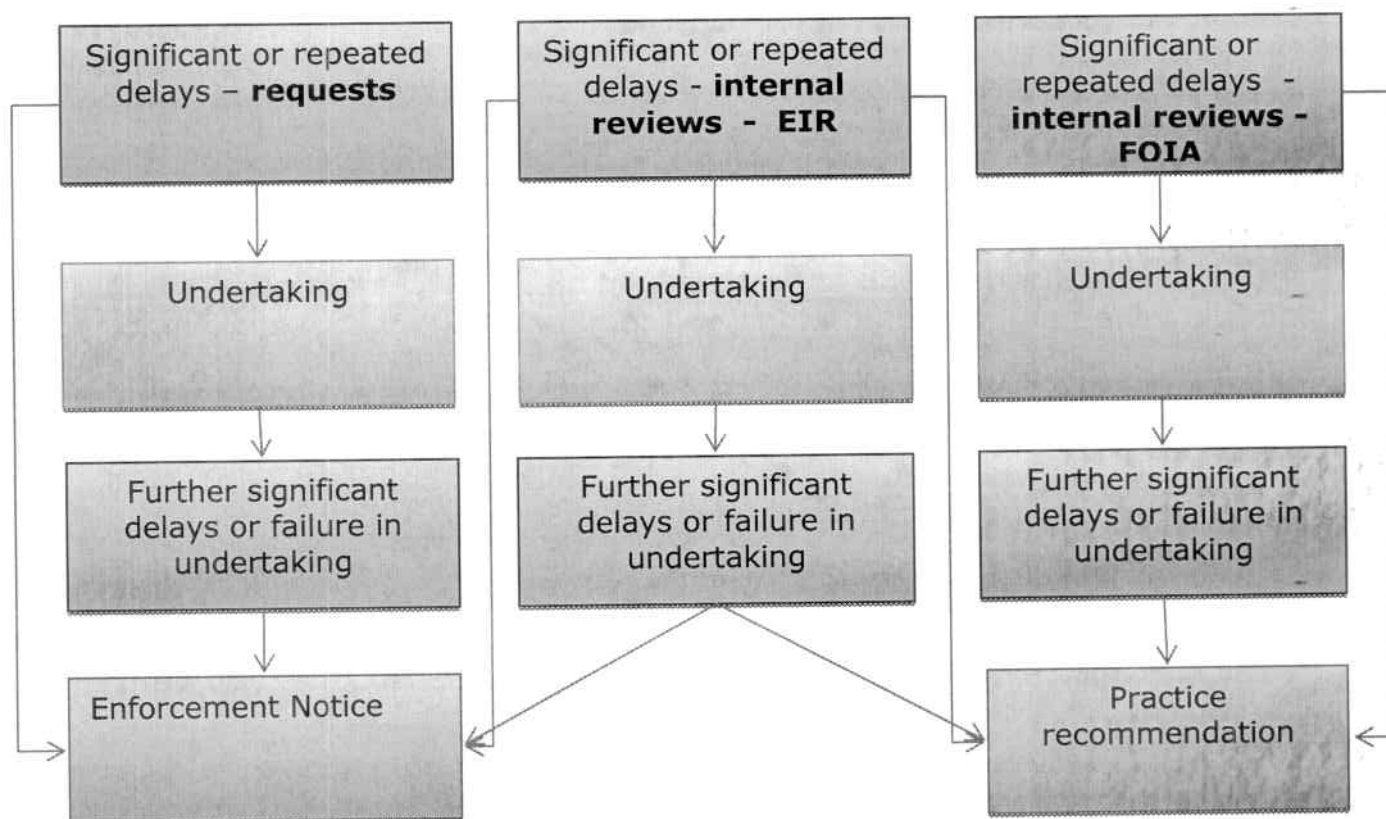 Significant or repeated
delays – requests
Significant or repeated
delays - internal
reviews - EIR
Significant or
repeated delays -
internal reviews -
FOIA
Undertaking
Undertaking
Undertaking
Further significant
delays or failure in
undertaking
Further significant
delays or failure in
undertaking
Further significant
delays or failure in
undertaking
Enforcement Notice
Practice
recommendation